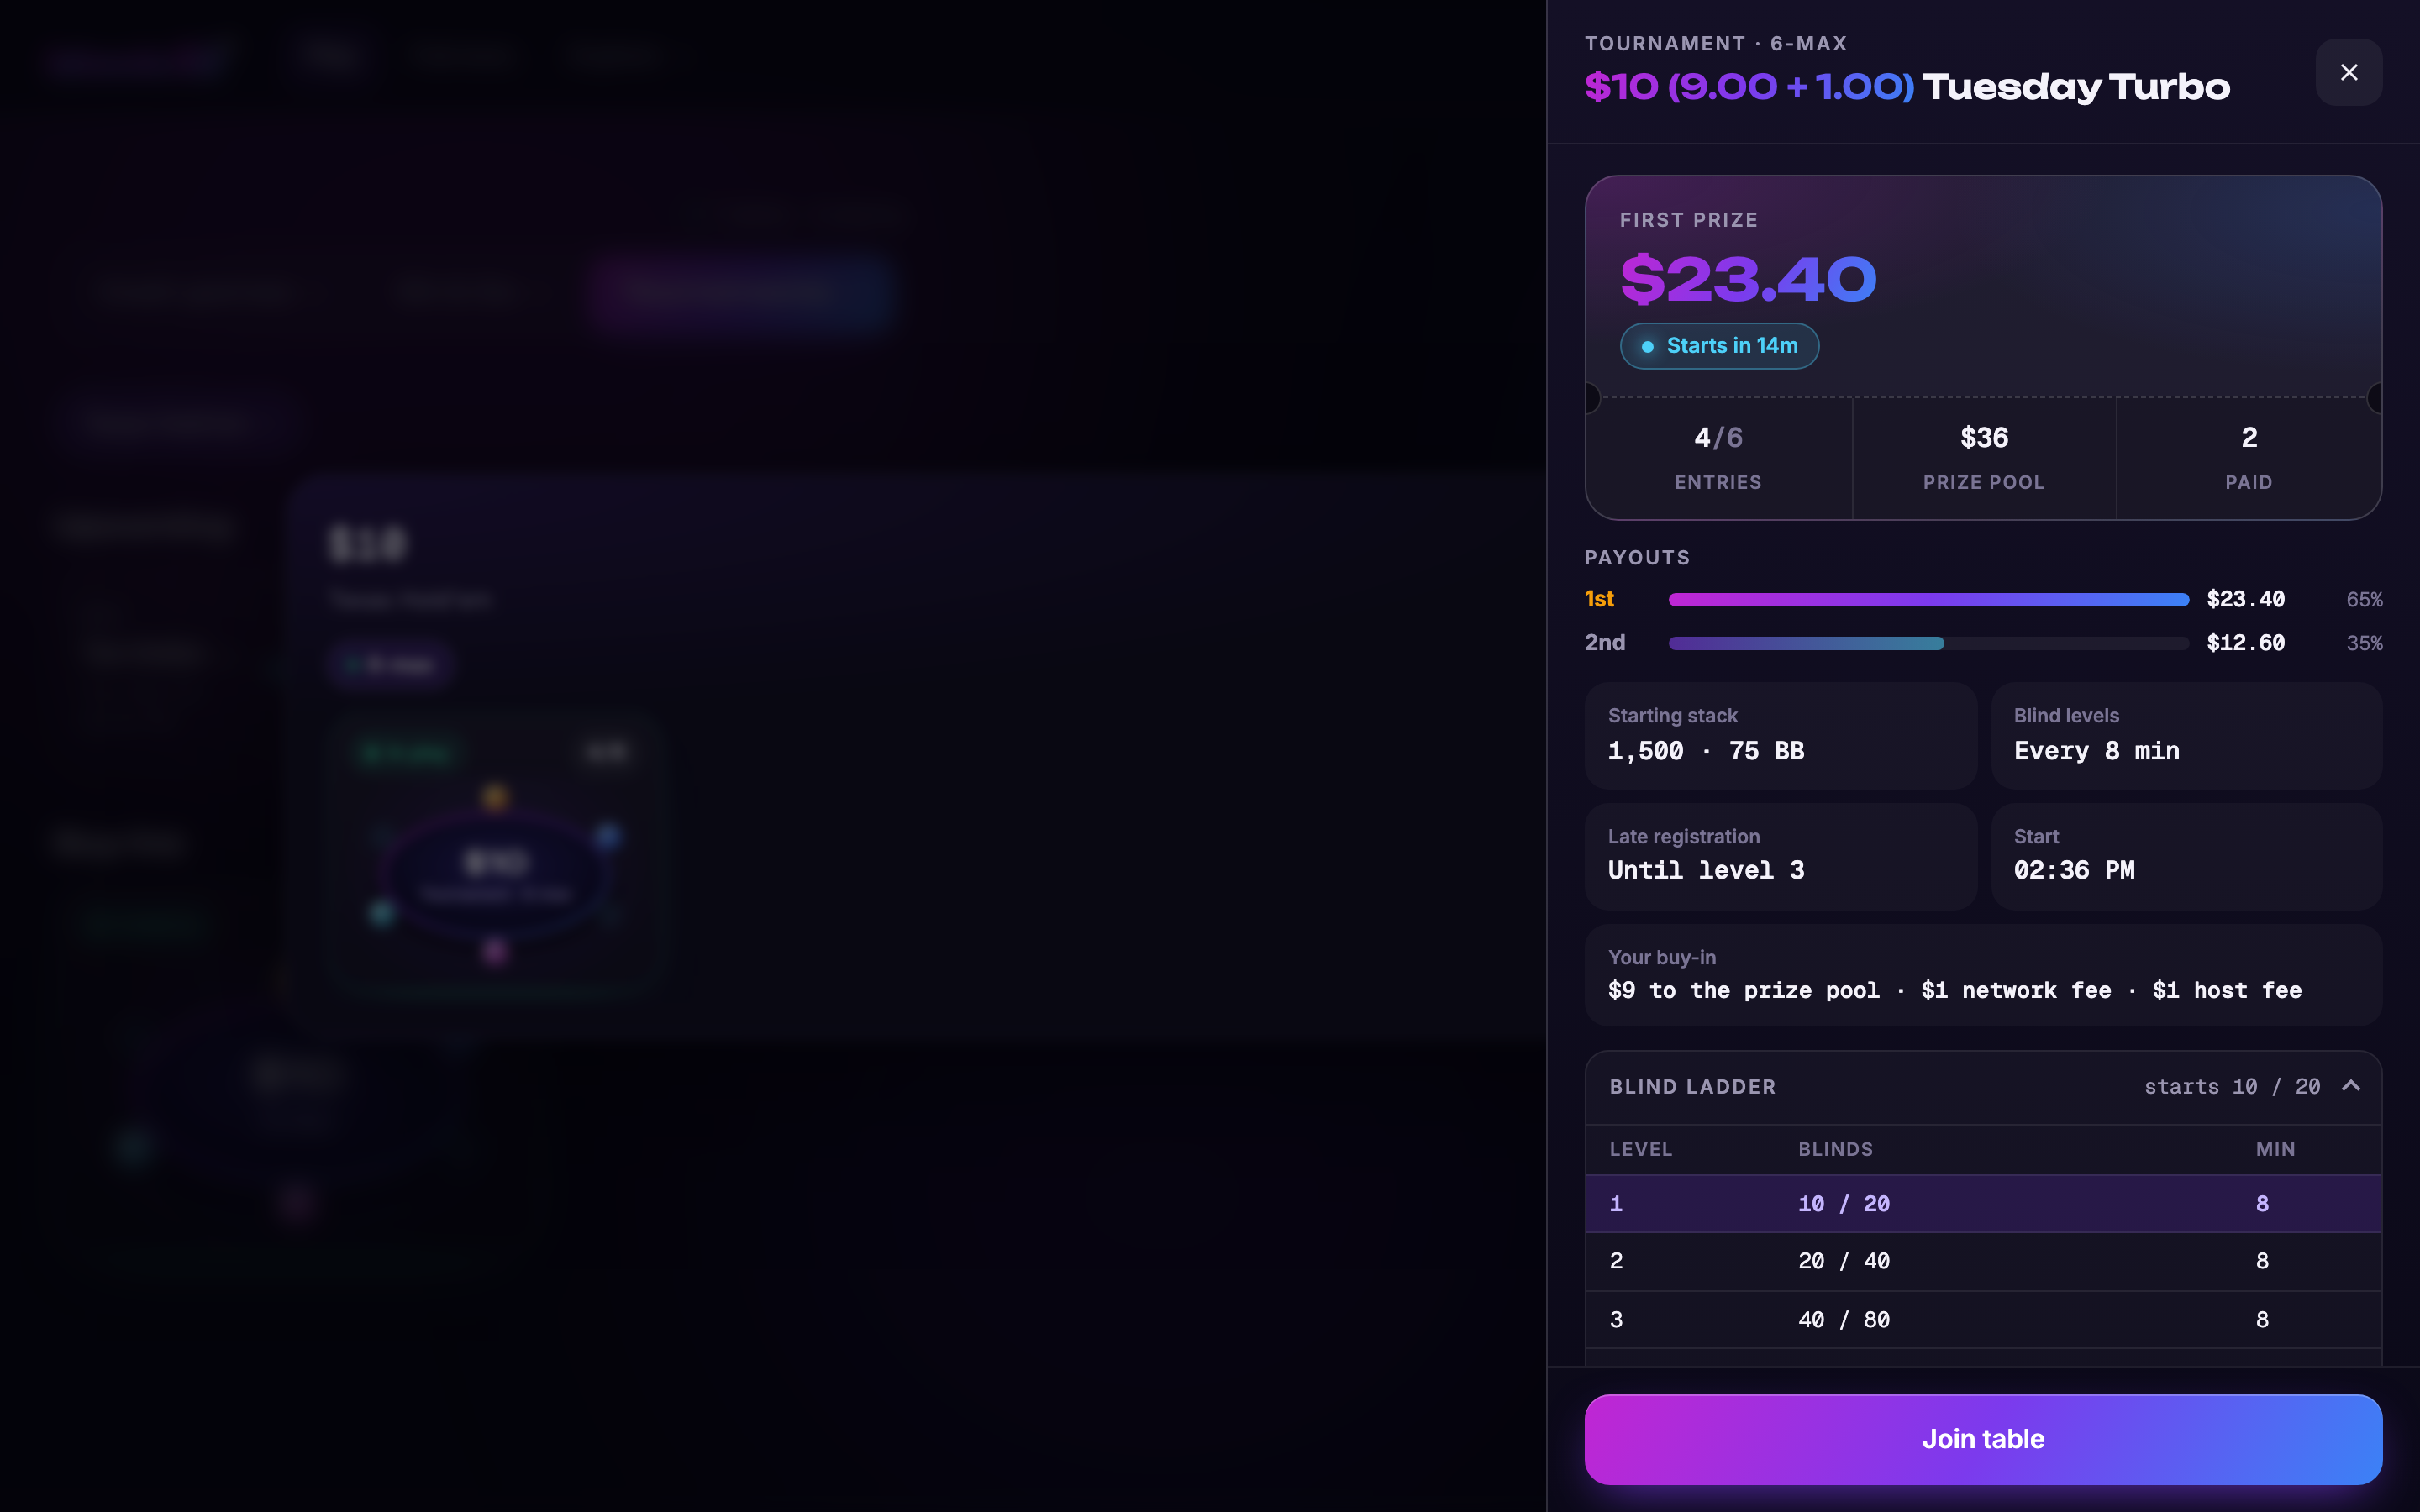 TOURNAMENT · 6-MAX
$10 (9.00 + 1.00) Tuesday Turbo
FIRST PRIZE
$23.40
Starts in 14m
4/6 $36 2
ENTRIES PRIZE POOL PAID
PAYOUTS
1st $23.40 65%
2nd $12.60 35%
Starting stack Blind levels
1,500 · 75 BB Every 8 min
Late registration Start
Until level 3 02:36 PM
Your buy-in
$9 to the prize pool · $1 network fee · $1 host fee
BLIND LADDER starts 10 / 20
LEVEL BLINDS MIN
1 10 / 20 8
2 20 / 40 8
3 40 / 80 8
Join table
$10